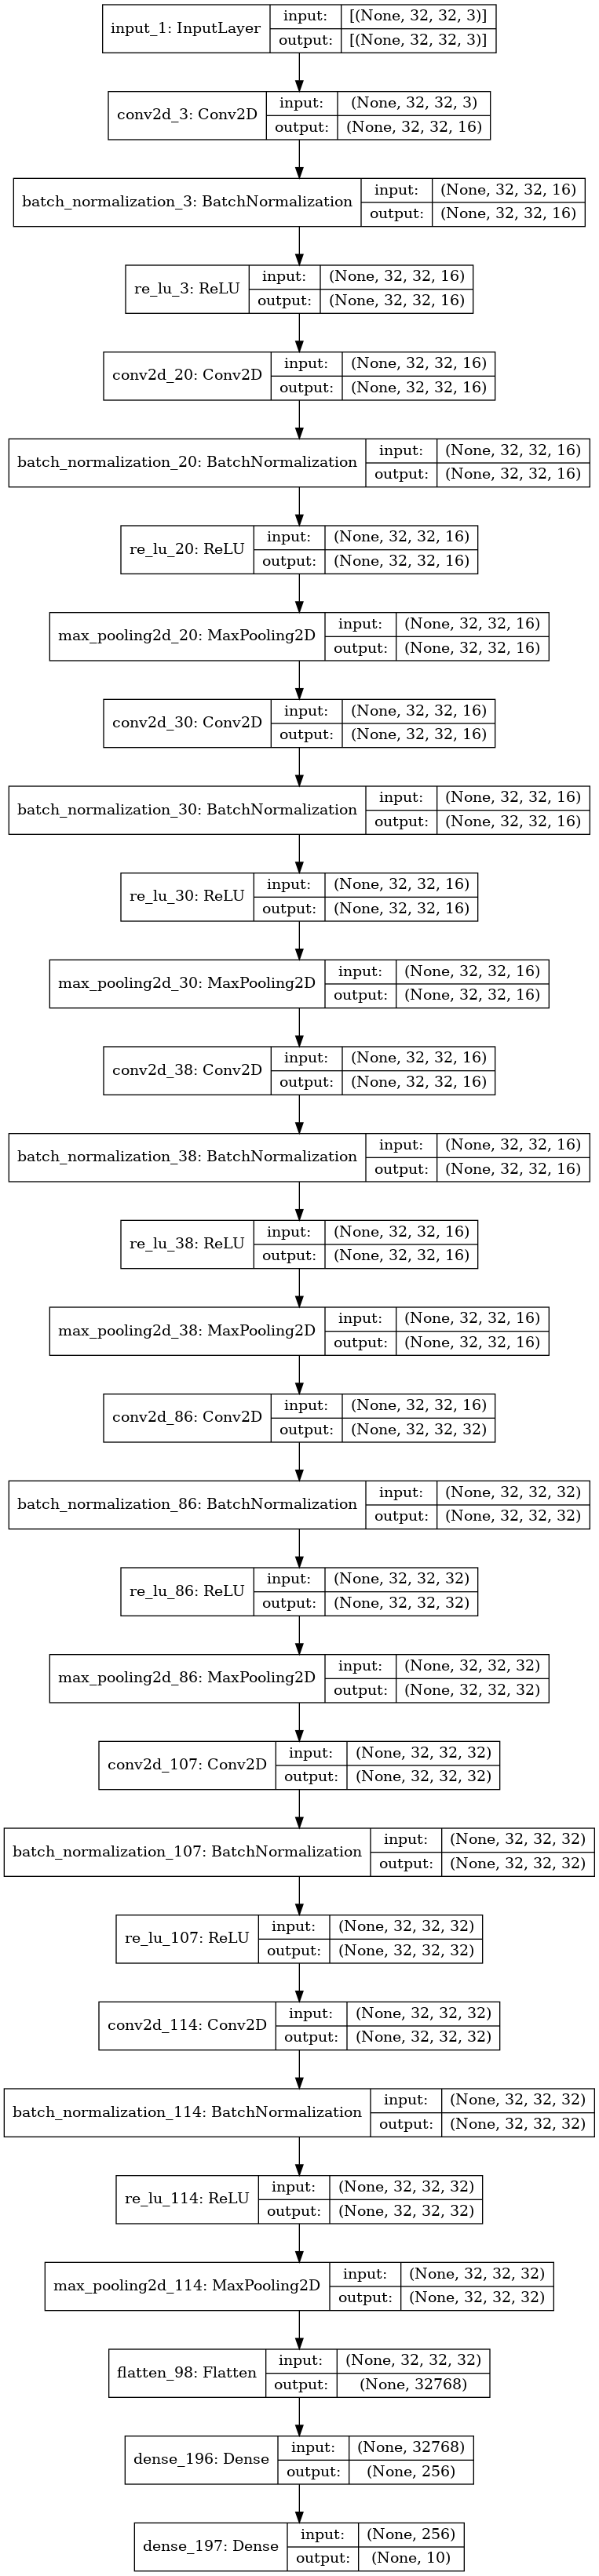 input_1: InputLayer input: [(None, 32, 32, 3)]
output: [(None, 32, 32, 3)]
conv2d_3: Conv2D input: (None, 32, 32, 3)
output: (None, 32, 32, 16)
batch_normalization_3: BatchNormalization input: (None, 32, 32, 16)
output: (None, 32, 32, 16)
re_lu_3: ReLU input: (None, 32, 32, 16)
output: (None, 32, 32, 16)
conv2d_20: Conv2D input: (None, 32, 32, 16)
output: (None, 32, 32, 16)
batch_normalization_20: BatchNormalization input: (None, 32, 32, 16)
output: (None, 32, 32, 16)
re_lu_20: ReLU input: (None, 32, 32, 16)
output: (None, 32, 32, 16)
max_pooling2d_20: MaxPooling2D input: (None, 32, 32, 16)
output: (None, 32, 32, 16)
conv2d_30: Conv2D input: (None, 32, 32, 16)
output: (None, 32, 32, 16)
batch_normalization_30: BatchNormalization input: (None, 32, 32, 16)
output: (None, 32, 32, 16)
re_lu_30: ReLU input: (None, 32, 32, 16)
output: (None, 32, 32, 16)
max_pooling2d_30: MaxPooling2D input: (None, 32, 32, 16)
output: (None, 32, 32, 16)
conv2d_38: Conv2D input: (None, 32, 32, 16)
output: (None, 32, 32, 16)
batch_normalization_38: BatchNormalization input: (None, 32, 32, 16)
output: (None, 32, 32, 16)
re_lu_38: ReLU input: (None, 32, 32, 16)
output: (None, 32, 32, 16)
max_pooling2d_38: MaxPooling2D input: (None, 32, 32, 16)
output: (None, 32, 32, 16)
conv2d_86: Conv2D input: (None, 32, 32, 16)
output: (None, 32, 32, 32)
batch_normalization_86: BatchNormalization input: (None, 32, 32, 32)
output: (None, 32, 32, 32)
re_lu_86: ReLU input: (None, 32, 32, 32)
output: (None, 32, 32, 32)
max_pooling2d_86: MaxPooling2D input: (None, 32, 32, 32)
output: (None, 32, 32, 32)
conv2d_107: Conv2D input: (None, 32, 32, 32)
output: (None, 32, 32, 32)
batch_normalization_107: BatchNormalization input: (None, 32, 32, 32)
output: (None, 32, 32, 32)
re_lu_107: ReLU input: (None, 32, 32, 32)
output: (None, 32, 32, 32)
conv2d_114: Conv2D input: (None, 32, 32, 32)
output: (None, 32, 32, 32)
batch_normalization_114: BatchNormalization input: (None, 32, 32, 32)
output: (None, 32, 32, 32)
re_lu_114: ReLU input: (None, 32, 32, 32)
output: (None, 32, 32, 32)
max_pooling2d_114: MaxPooling2D input: (None, 32, 32, 32)
output: (None, 32, 32, 32)
flatten_98: Flatten input: (None, 32, 32, 32)
output: (None, 32768)
dense_196: Dense input: (None, 32768)
output: (None, 256)
dense_197: Dense input: (None, 256)
output: (None, 10)